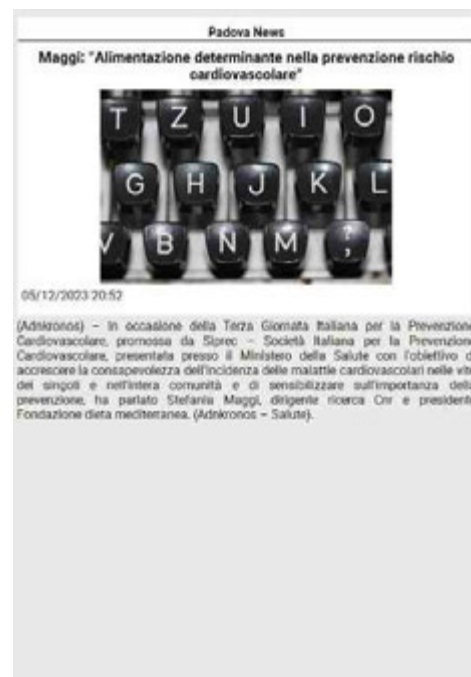 Padova News
Maggi: "Alimentazione determinante nella prevenzione rischio
cardiovascolare"
T Z U I O
G H J K L
V B N M ? ;
05/12/2023 20:52
(Adnkronos) – In occasione della Terza Giornata Italiana per la Prevenzione
Cardiovascolare, promossa da Siprec – Società Italiana per la Prevenzione
Cardiovascolare, presentata presso il Ministero della Salute con l'obiettivo d
accrescere la consapevolezza dell'incidenza delle malattie cardiovascolari nelle vite
dei singoli e nell'intera comunità e di sensibilizzare sull'importanza della
prevenzione, ha parlato Stefania Maggi, dirigente ricerca Cnr e presidente
Fondazione dieta mediterranea. (Adnkronos – Salute).